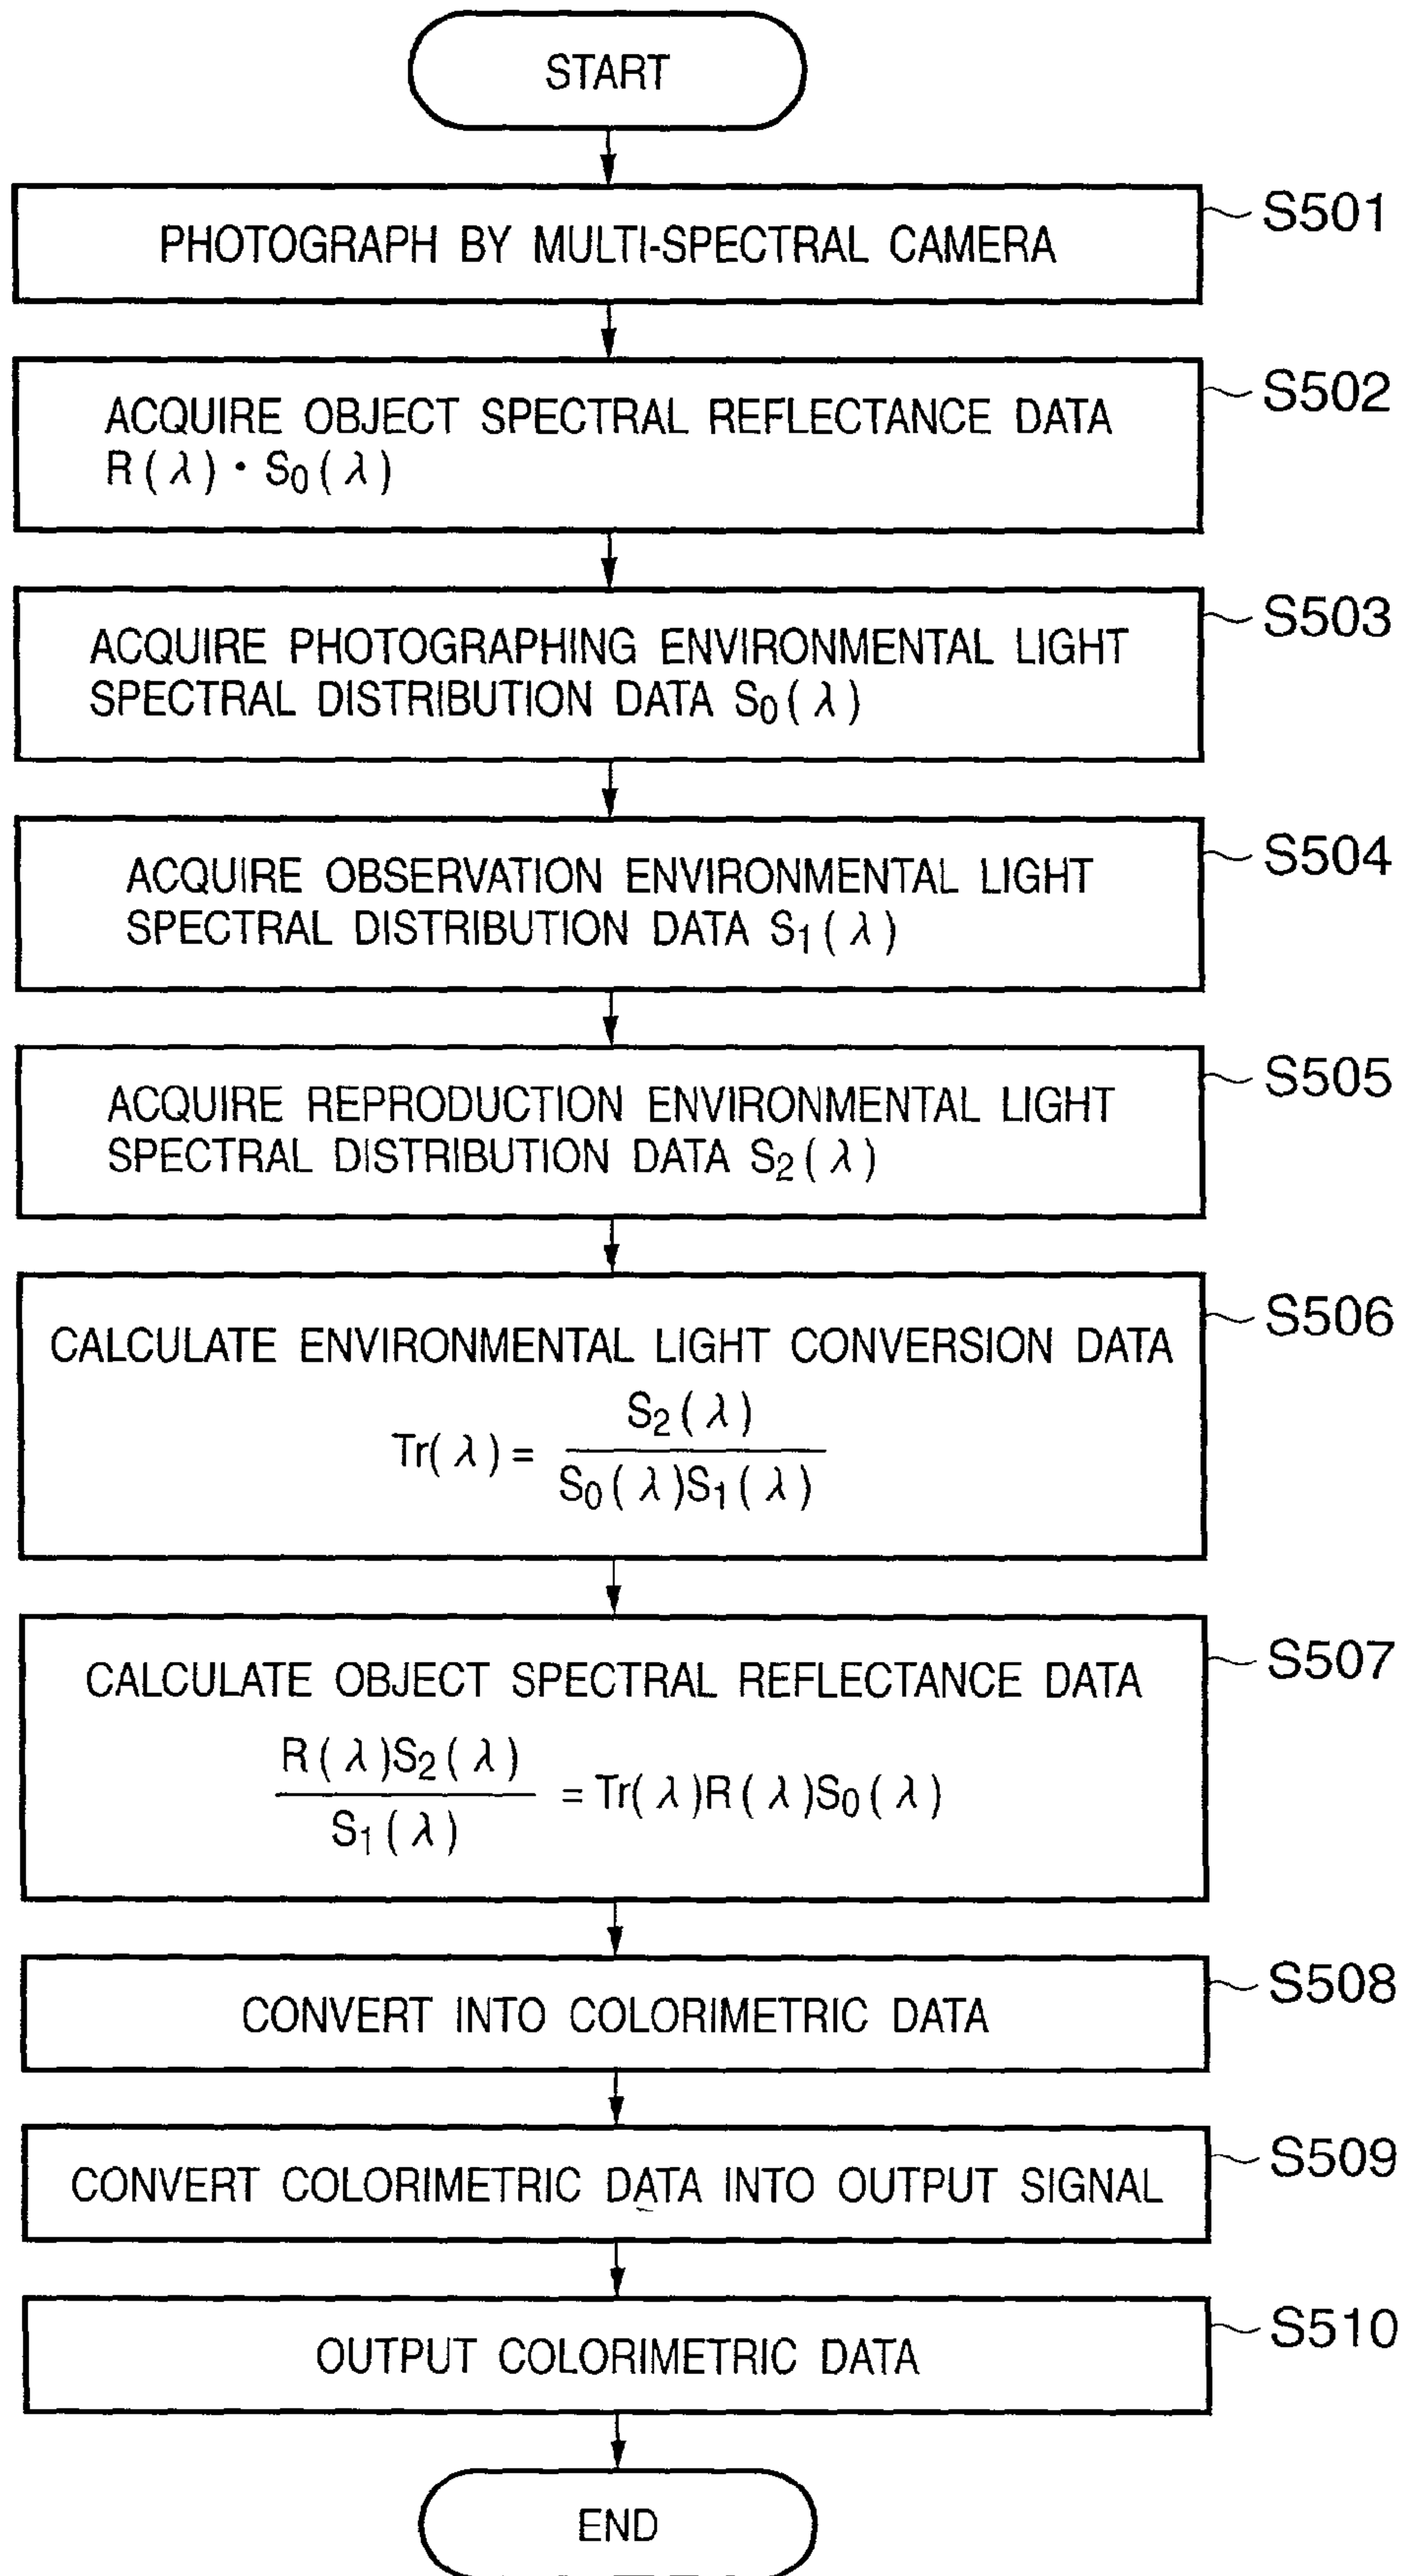 START
PHOTOGRAPH BY MULTI-SPECTRAL CAMERA
S501
ACQUIRE OBJECT SPECTRAL REFLECTANCE DATA
R(λ)・S0(λ)
S502
ACQUIRE PHOTOGRAPHING ENVIRONMENTAL LIGHT
SPECTRAL DISTRIBUTION DATA S0(λ)
S503
ACQUIRE OBSERVATION ENVIRONMENTAL LIGHT
SPECTRAL DISTRIBUTION DATA S1(λ)
S504
ACQUIRE REPRODUCTION ENVIRONMENTAL LIGHT
SPECTRAL DISTRIBUTION DATA S2(λ)
S505
CALCULATE ENVIRONMENTAL LIGHT CONVERSION DATA
S2(λ)
Tr(λ)=
S0(λ)S1(λ)
S506
CALCULATE OBJECT SPECTRAL REFLECTANCE DATA
R(λ)S2(λ)
=Tr(λ)R(λ)S0(λ)
S1(λ)
S507
CONVERT INTO COLORIMETRIC DATA
S508
CONVERT COLORIMETRIC DATA INTO OUTPUT SIGNAL
S509
OUTPUT COLORIMETRIC DATA
S510
END